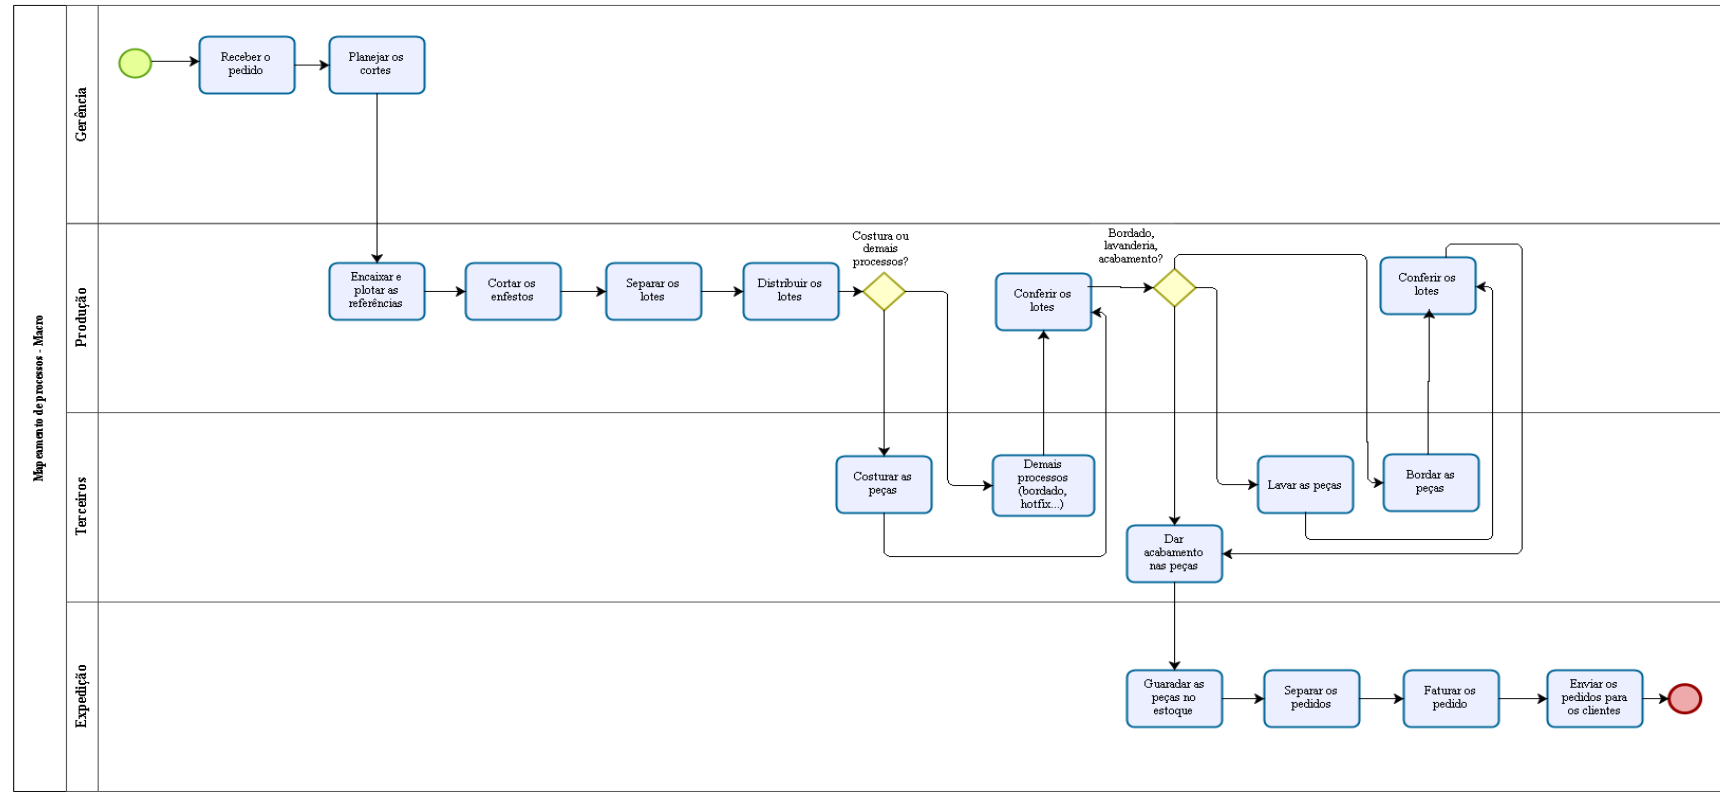 Mapeamento de processos - Macro
Gerência
Receber o
pedido
Planejar os
cortes
Produção
Encaixar e
plotar as
referências
Cortar os
enfestos
Separar os
lotes
Distribuir os
lotes
Costura ou
demais
processos?
Conferir os
lotes
Bordado,
lavanderia,
acabamento?
Conferir os
lotes
Terceiros
Costurar as
peças
Demais
processos
(bordado,
hotfix...)
Dar
acabamento
nas peças
Lavar as peças
Bordar as
peças
Expedição
Guaradar as
peças no
estoque
Separar os
pedidos
Faturar os
pedido
Enviar os
pedidos para
os clientes